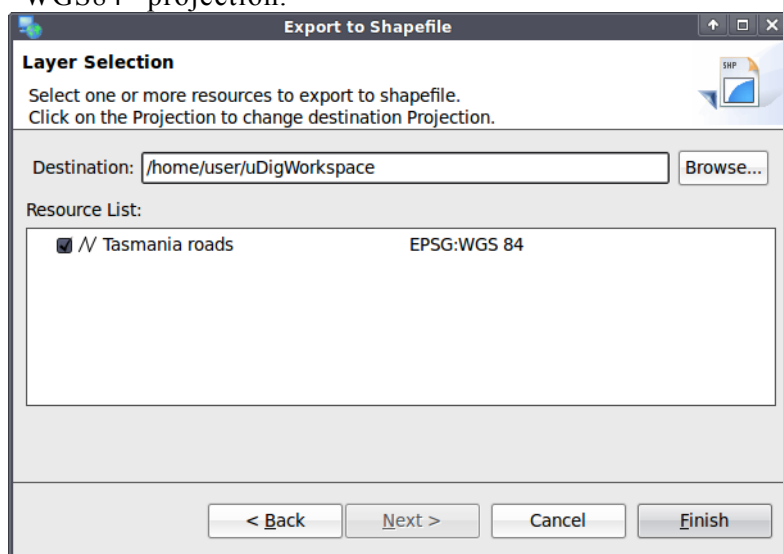 "WGS84" projection.
Export to Shapefile
Layer Selection
SHP
Select one or more resources to export to shapefile.
Click on the Projection to change destination Projection.
Destination: /home/user/uDigWorkspace Browse...
Resource List:
Tasmania roads EPSG:WGS 84
< Back Next > Cancel Finish